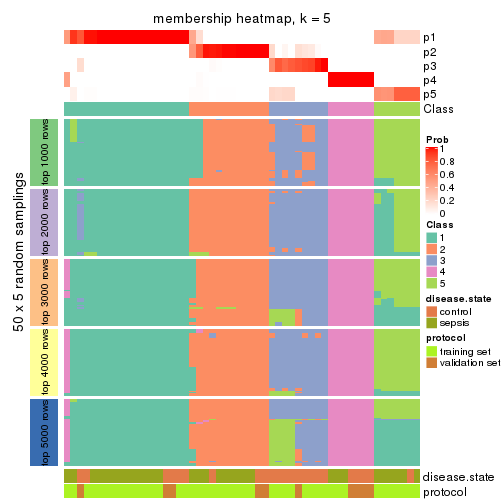 membership heatmap, k = 5
p1
p2
p3
p4
p5
Class
50 x 5 random samplings
top 1000 rows
top 2000 rows
top 3000 rows
top 4000 rows
top 5000 rows
disease.state
protocol
Prob
1
0.8
0.6
0.4
0.2
0
Class
1
2
3
4
5
disease.state
control
sepsis
protocol
training set
validation set